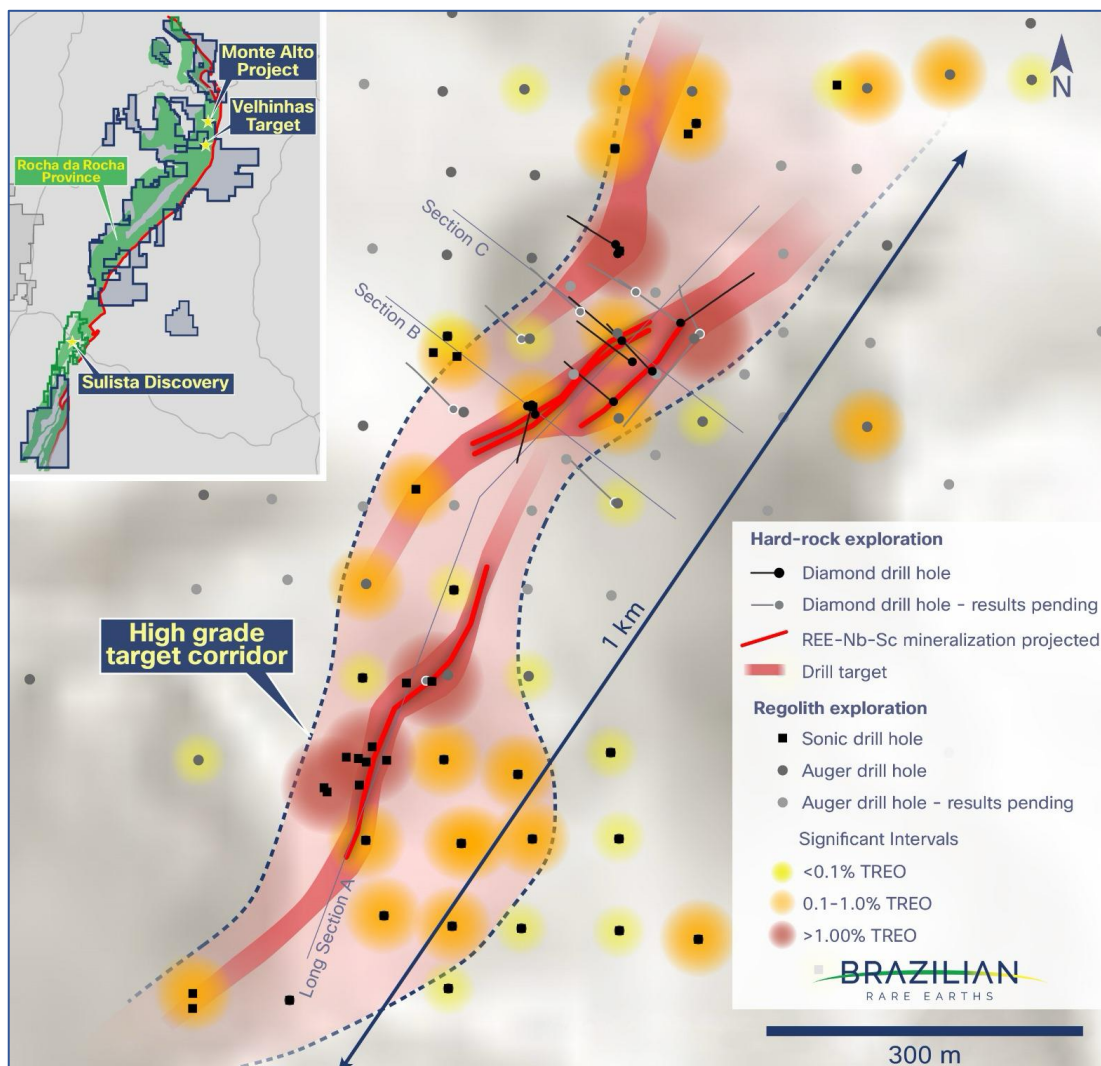 Monte Alto
Project
Velhinhas
Target
Rocha da Rocha
Province
Sulista Discovery
N
Section C
Section B
1 km
High grade
target corridor
Long Section A
Hard-rock exploration
Diamond drill hole
Diamond drill hole - results pending
REE-Nb-Sc mineralization projected
Drill target
Regolith exploration
Sonic drill hole
Auger drill hole
Auger drill hole - results pending
Significant Intervals
<0.1% TREO
0.1-1.0% TREO
>1.00% TREO
BRAZILIAN
RARE EARTHS
300 m